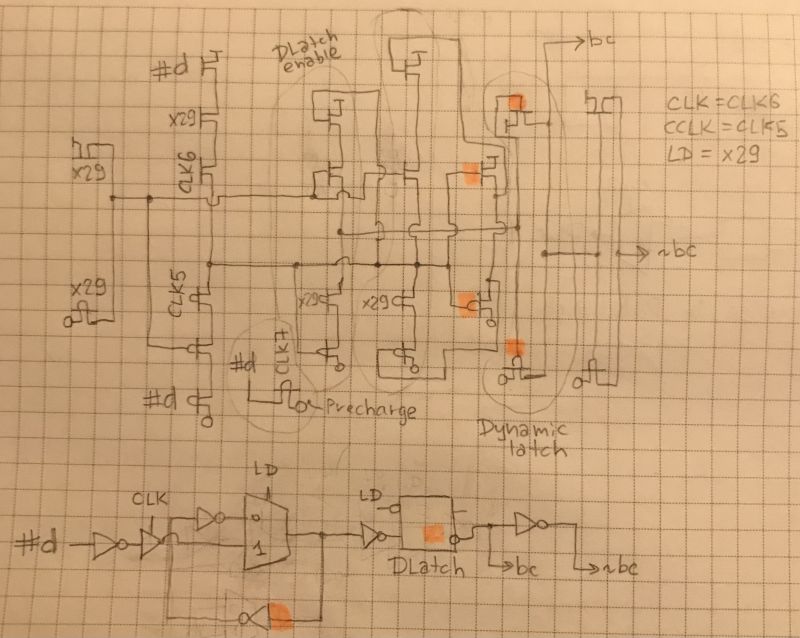 DLatch
enable
bc
#d
x29
CLK6
x29
CLK = CLK6
CCLK = CLK5
LD = x29
~bc
x29
CLK5
x29
x29
CLK7
#d
#d
Precharge
Dynamic
latch
LD
CLK
LD
0
#d
1
DLatch
bc
~bc